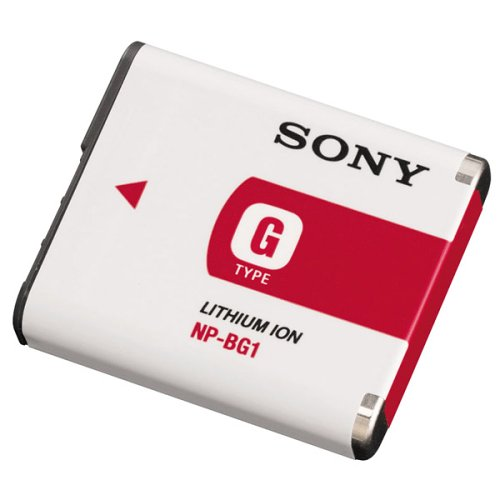 SONY
G
TYPE
LITHIUM ION
NP-BG1